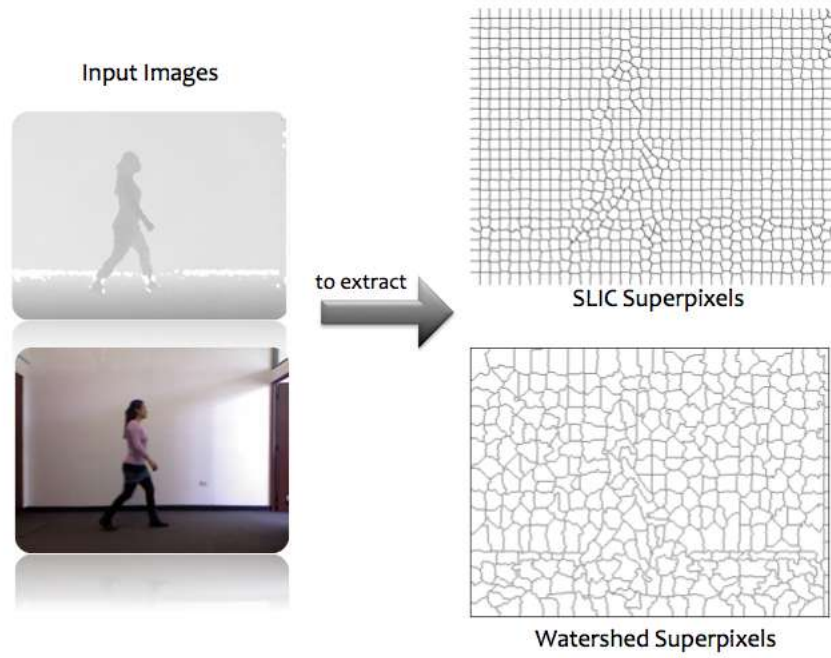 Input Images
to extract
SLIC Superpixels
Watershed Superpixels